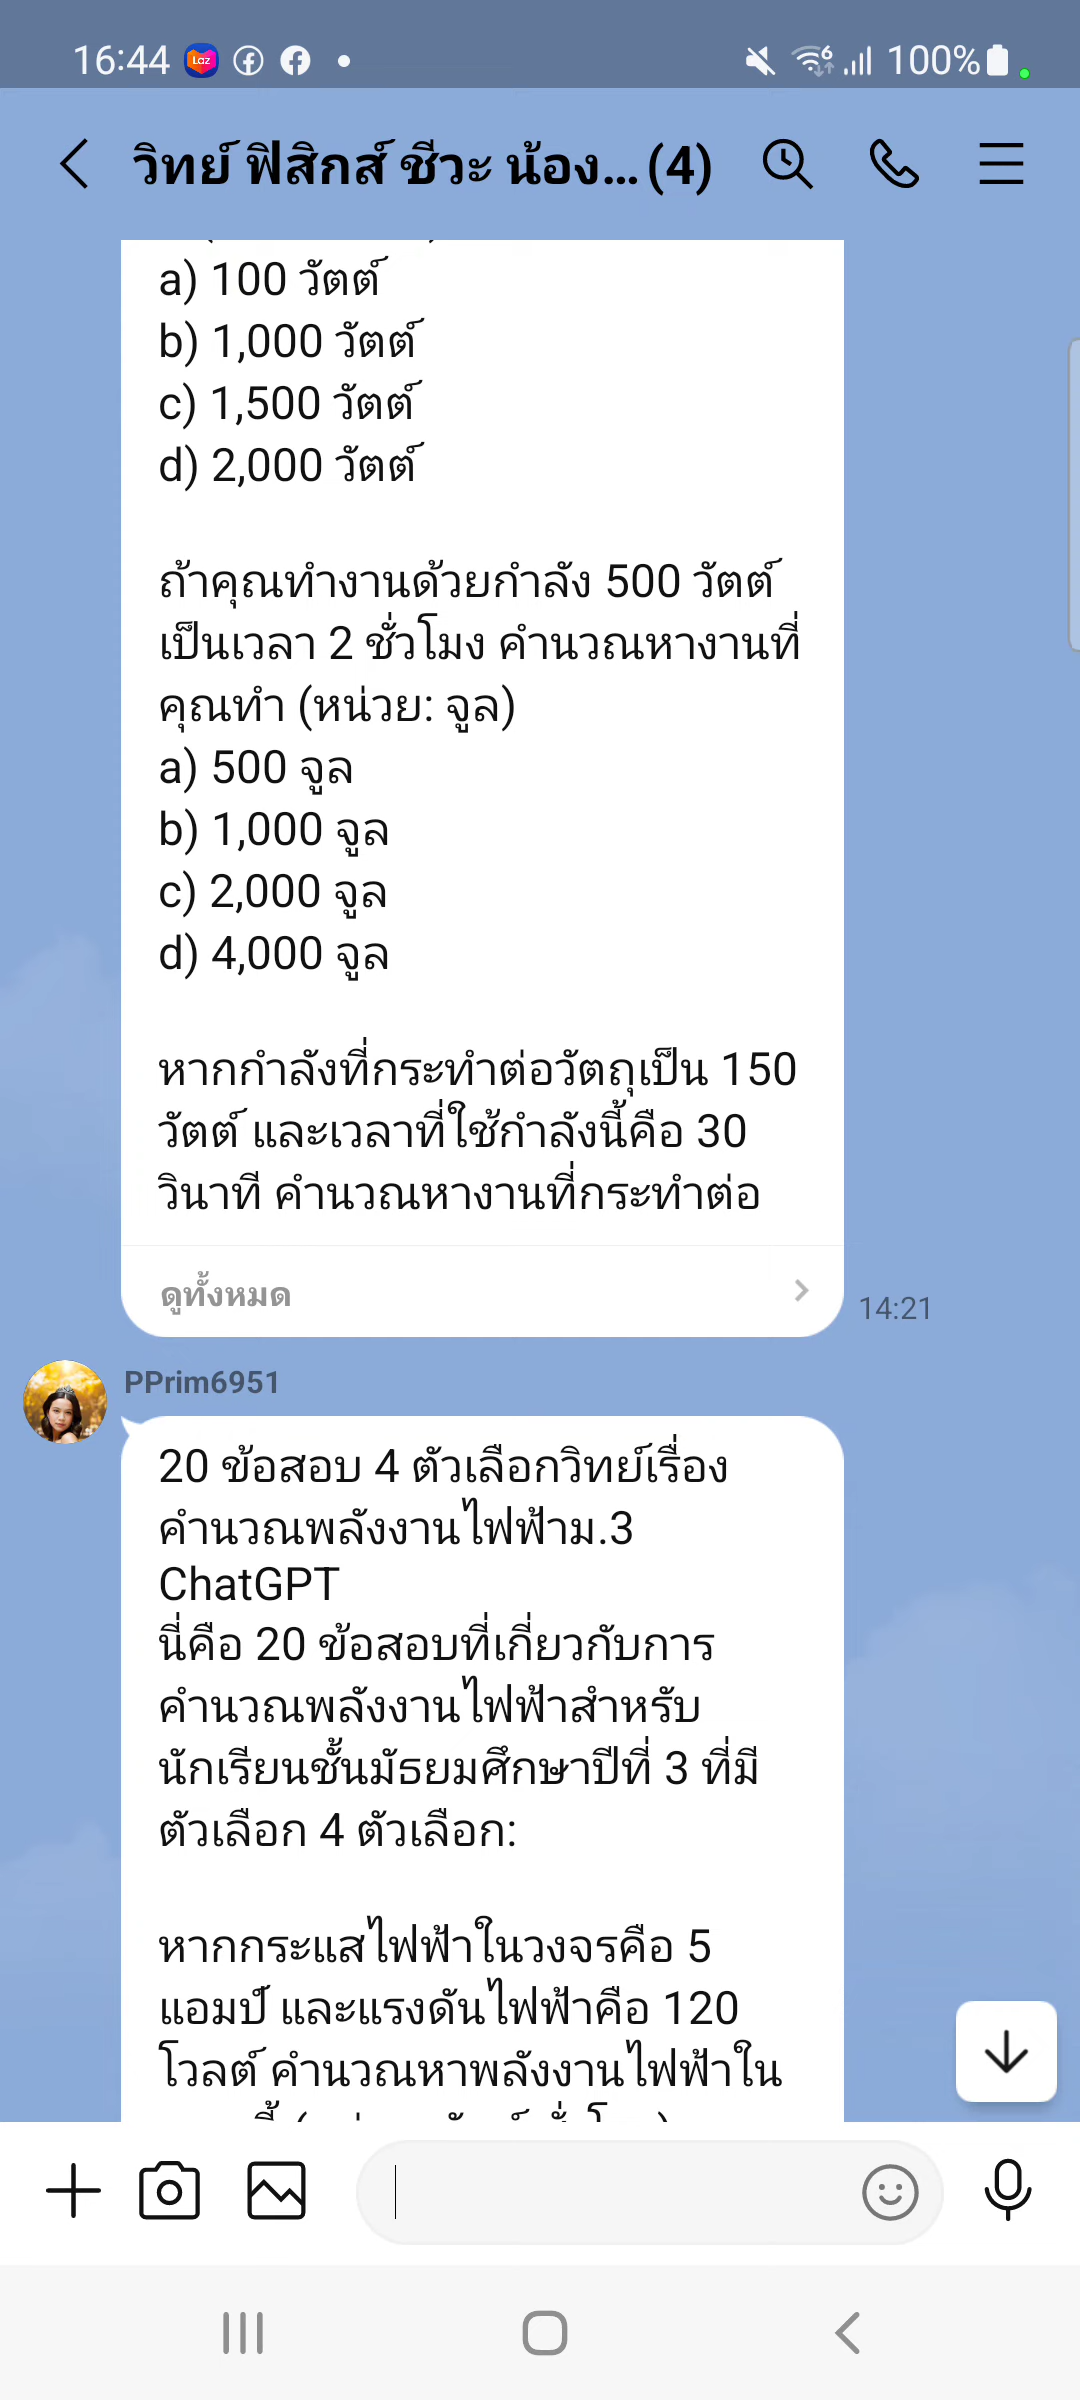 16:44
100%
วิทย์ ฟิสิกส์ ชีวะ น้อง... (4)
a) 100 วัตต์
b) 1,000 วัตต์
c) 1,500 วัตต์
d) 2,000 วัตต์
ถ้าคุณทำงานด้วยกำลัง 500 วัตต์
เป็นเวลา 2 ชั่วโมง คำนวณหางานที่
คุณทำ (หน่วย: จูล)
a) 500 จูล
b) 1,000 จูล
c) 2,000 จูล
d) 4,000 จูล
หากกำลังที่กระทำต่อวัตถุเป็น 150
วัตต์ และเวลาที่ใช้กำลังนี้คือ 30
วินาที คำนวณหางานที่กระทำต่อ
ดูทั้งหมด
14:21
PPrim6951
20 ข้อสอบ 4 ตัวเลือกวิทย์เรื่อง
คำนวณพลังงานไฟฟ้าม.3
ChatGPT
นี่คือ 20 ข้อสอบที่เกี่ยวกับการ
คำนวณพลังงานไฟฟ้าสำหรับ
นักเรียนชั้นมัธยมศึกษาปีที่ 3 ที่มี
ตัวเลือก 4 ตัวเลือก:
หากกระแสไฟฟ้าในวงจรคือ 5
แอมป์ และแรงดันไฟฟ้าคือ 120
โวลต์ คำนวณหาพลังงานไฟฟ้าใน